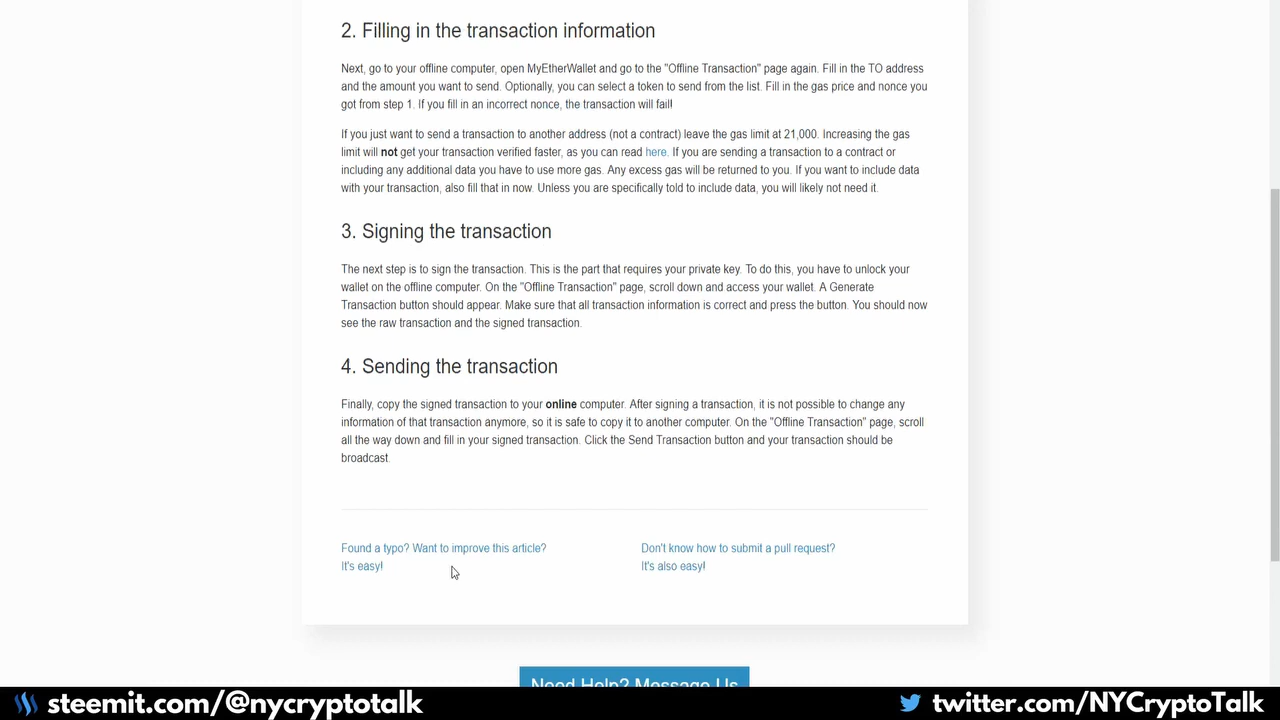 2. Filling in the transaction information
Next, go to your offline computer, open MyEtherWallet and go to the "Offline Transaction" page again. Fill in the TO address
and the amount you want to send. Optionally, you can select a token to send from the list. Fill in the gas price and nonce you
got from step 1. If you fill in an incorrect nonce, the transaction will fail!
If you just want to send a transaction to another address (not a contract) leave the gas limit at 21,000. Increasing the gas
limit will not get your transaction verified faster, as you can read here. If you are sending a transaction to a contract or
including any additional data you have to use more gas. Any excess gas will be returned to you. If you want to include data
with your transaction, also fill that in now. Unless you are specifically told to include data, you will likely not need it.
3. Signing the transaction
The next step is to sign the transaction. This is the part that requires your private key. To do this, you have to unlock your
wallet on the offline computer. On the "Offline Transaction" page, scroll down and access your wallet. A Generate
Transaction button should appear. Make sure that all transaction information is correct and press the button. You should now
see the raw transaction and the signed transaction.
4. Sending the transaction
Finally, copy the signed transaction to your online computer. After signing a transaction, it is not possible to change any
information of that transaction anymore, so it is safe to copy it to another computer. On the "Offline Transaction" page, scroll
all the way down and fill in your signed transaction. Click the Send Transaction button and your transaction should be
broadcast.
Found a typo? Want to improve this article?
It's easy!
Don't know how to submit a pull request?
It's also easy!
Need Help? Message Us
steemit.com/@nycryptotalk
twitter.com/NYCryptoTalk